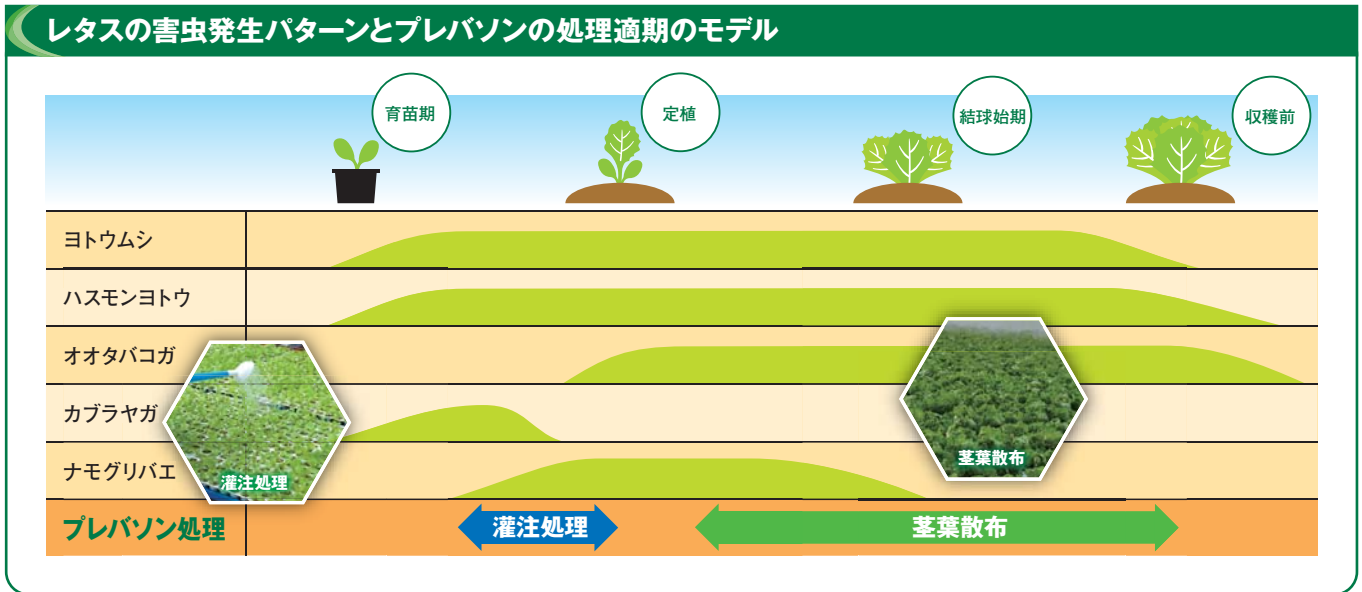 レタスの害虫発生パターンとプレバソンの処理適期のモデル
育苗期
定植
結球始期
収穫前
ヨトウムシ
ハスモンヨトウ
オオタバコガ
カブラヤガ
ナモグリバエ
灌注処理
茎葉散布
プレバソン処理
灌注処理
茎葉散布